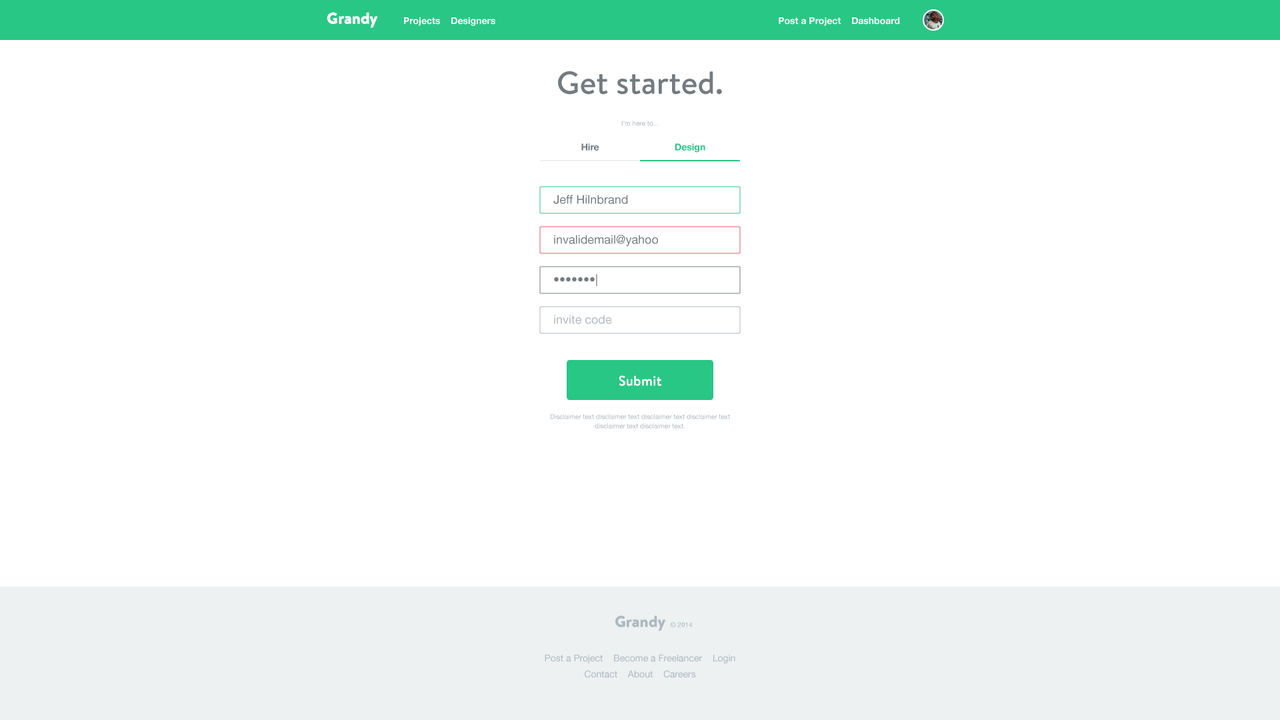 Grandy Projects Designers Post a Project Dashboard
Get started.
I'm here to...
Hire Design
Jeff Hilnbrand
invalidemail@yahoo
•••••••
invite code
Submit
Disclaimer text disclaimer text disclaimer text disclaimer text
disclaimer text disclaimer text.
Grandy © 2014
Post a Project Become a Freelancer Login
Contact About Careers